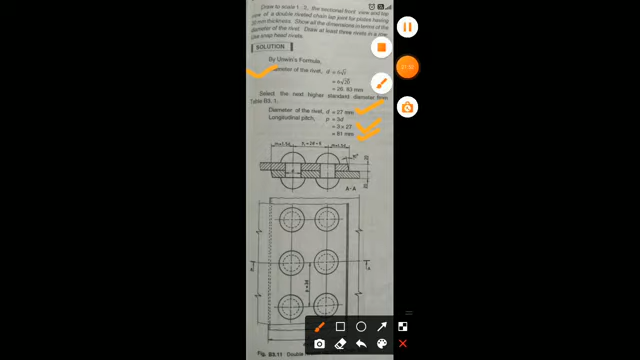 Draw to scale 1 : 2, the sectional front view and top
view of a double riveted chain lap joint for plates having
20 mm thickness. Show all the dimensions in terms of the
diameter of the rivet. Draw at least three rivets in a row.
Use snap head rivets.
SOLUTION
By Unwin's Formula,
Diameter of the rivet, d = 6√t
= 6√20
= 26. 83 mm
Select the next higher standard diameter from
Table B3. 1.
Diameter of the rivet, d = 27 mm
Longitudinal pitch, p = 3d
= 3 × 27
= 81 mm
A-A
p = 3d
Fig. B3.11 Double